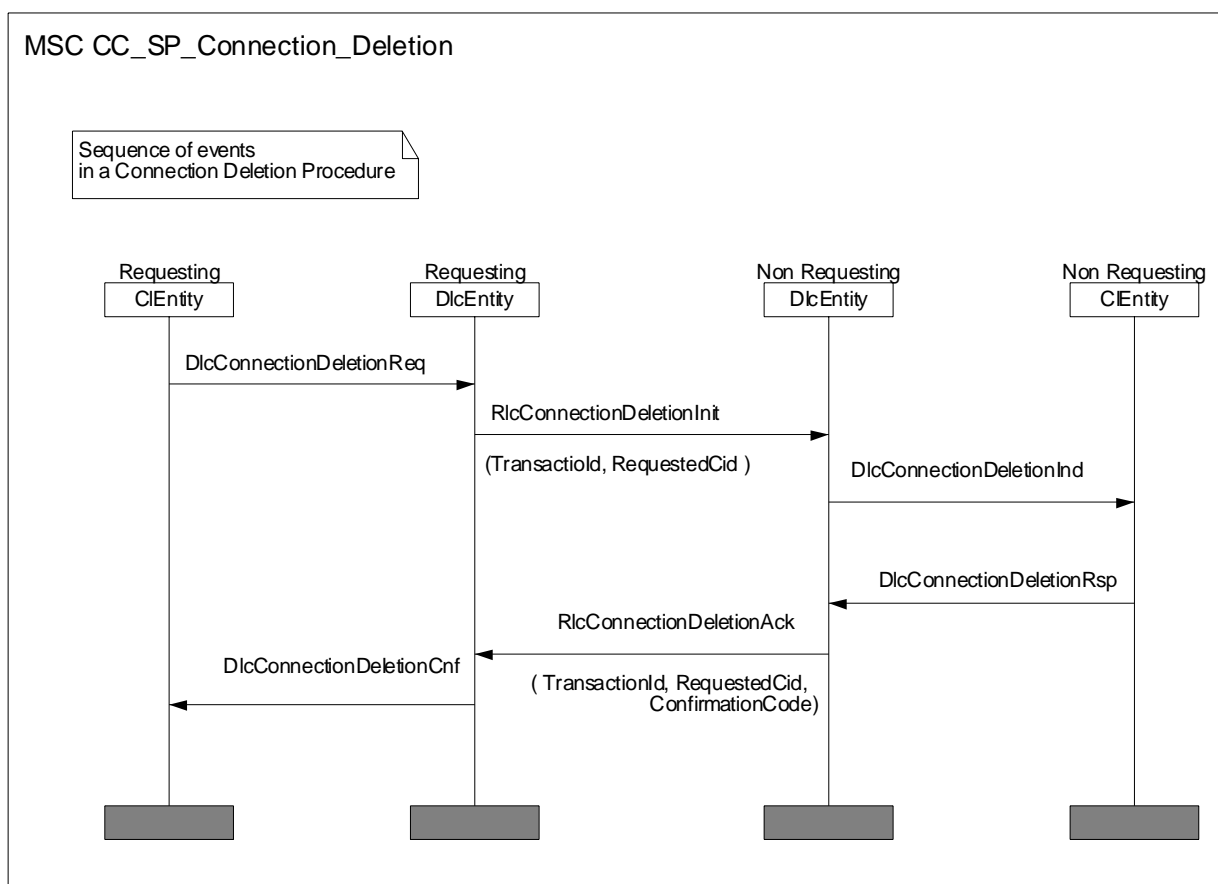 MSC CC_SP_Connection_Deletion
Sequence of events
in a Connection Deletion Procedure
Requesting
ClEntity
Requesting
DlcEntity
Non Requesting
DlcEntity
Non Requesting
ClEntity
DlcConnectionDeletionReq
RlcConnectionDeletionInit
(TransactioId, RequestedCid )
DlcConnectionDeletionInd
DlcConnectionDeletionRsp
RlcConnectionDeletionAck
( TransactionId, RequestedCid,
ConfirmationCode)
DlcConnectionDeletionCnf